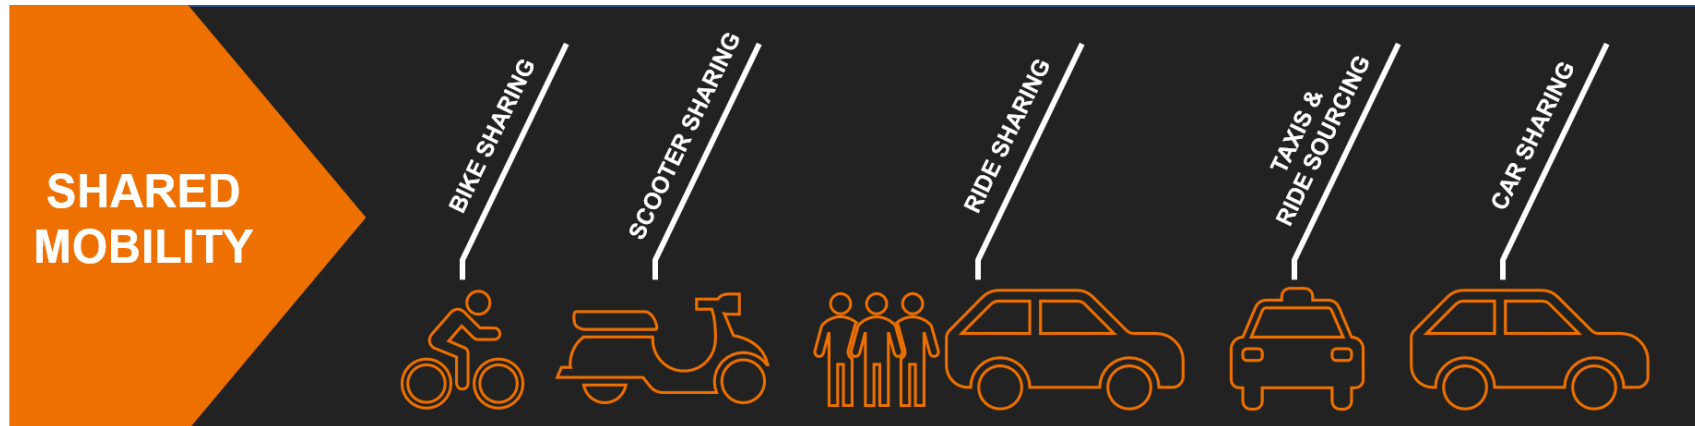 SHARED
MOBILITY
BIKE SHARING
SCOOTER SHARING
RIDE SHARING
TAXIS &
RIDE SOURCING
CAR SHARING